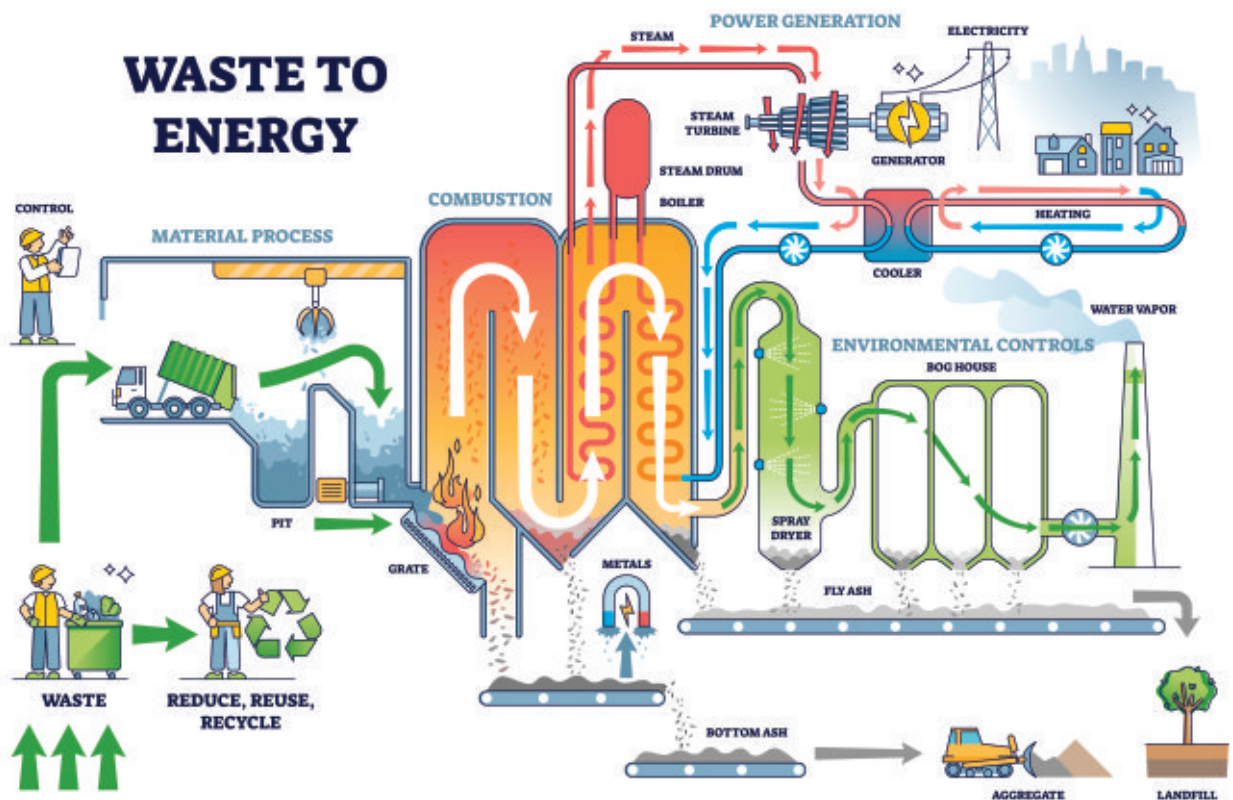 WASTE TO
ENERGY
POWER GENERATION
STEAM
ELECTRICITY
STEAM
TURBINE
GENERATOR
STEAM DRUM
BOILER
COMBUSTION
CONTROL
MATERIAL PROCESS
HEATING
COOLER
WATER VAPOR
ENVIRONMENTAL CONTROLS
BOG HOUSE
PIT
GRATE
SPRAY
DRYER
METALS
FLY ASH
WASTE
REDUCE, REUSE,
RECYCLE
BOTTOM ASH
AGGREGATE
LANDFILL